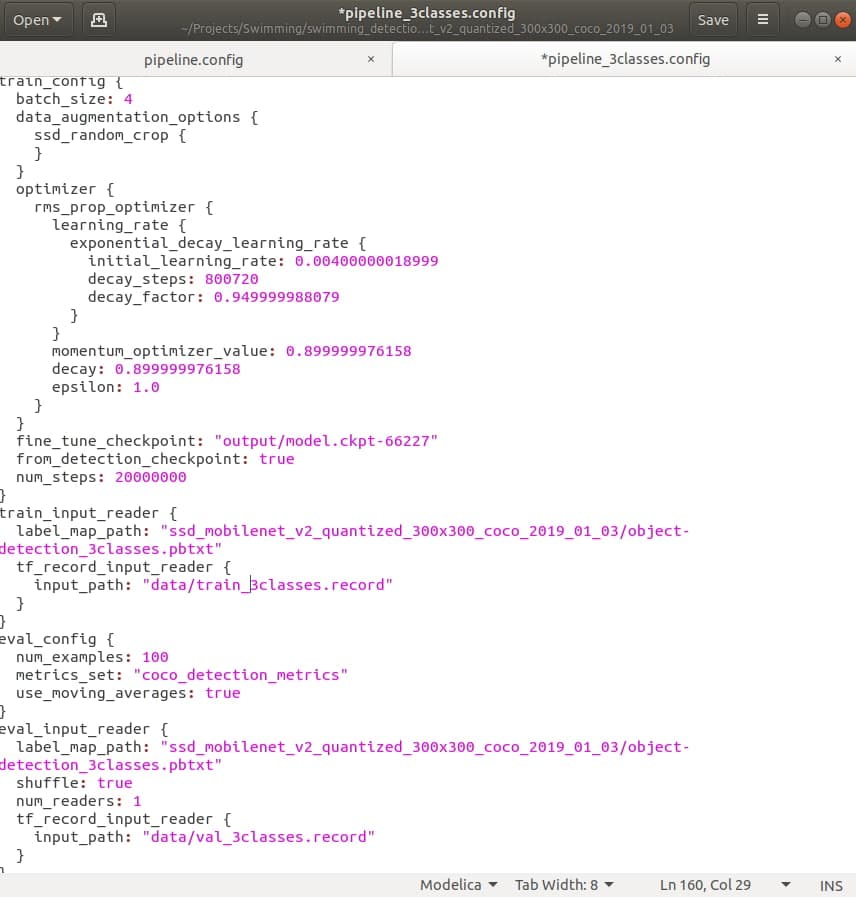 Open
*pipeline_3classes.config
~/Projects/Swimming/swimming_detectio...t_v2_quantized_300x300_coco_2019_01_03
Save
pipeline.config ×
*pipeline_3classes.config ×
train_config {
  batch_size: 4
  data_augmentation_options {
    ssd_random_crop {
    }
  }
  optimizer {
    rms_prop_optimizer {
      learning_rate {
        exponential_decay_learning_rate {
          initial_learning_rate: 0.00400000018999
          decay_steps: 800720
          decay_factor: 0.949999988079
        }
      }
      momentum_optimizer_value: 0.899999976158
      decay: 0.899999976158
      epsilon: 1.0
    }
  }
  fine_tune_checkpoint: "output/model.ckpt-66227"
  from_detection_checkpoint: true
  num_steps: 20000000
}
train_input_reader {
  label_map_path: "ssd_mobilenet_v2_quantized_300x300_coco_2019_01_03/object-
detection_3classes.pbtxt"
  tf_record_input_reader {
    input_path: "data/train_3classes.record"
  }
}
eval_config {
  num_examples: 100
  metrics_set: "coco_detection_metrics"
  use_moving_averages: true
}
eval_input_reader {
  label_map_path: "ssd_mobilenet_v2_quantized_300x300_coco_2019_01_03/object-
detection_3classes.pbtxt"
  shuffle: true
  num_readers: 1
  tf_record_input_reader {
    input_path: "data/val_3classes.record"
  }
}
Modelica Tab Width: 8 Ln 160, Col 29 INS